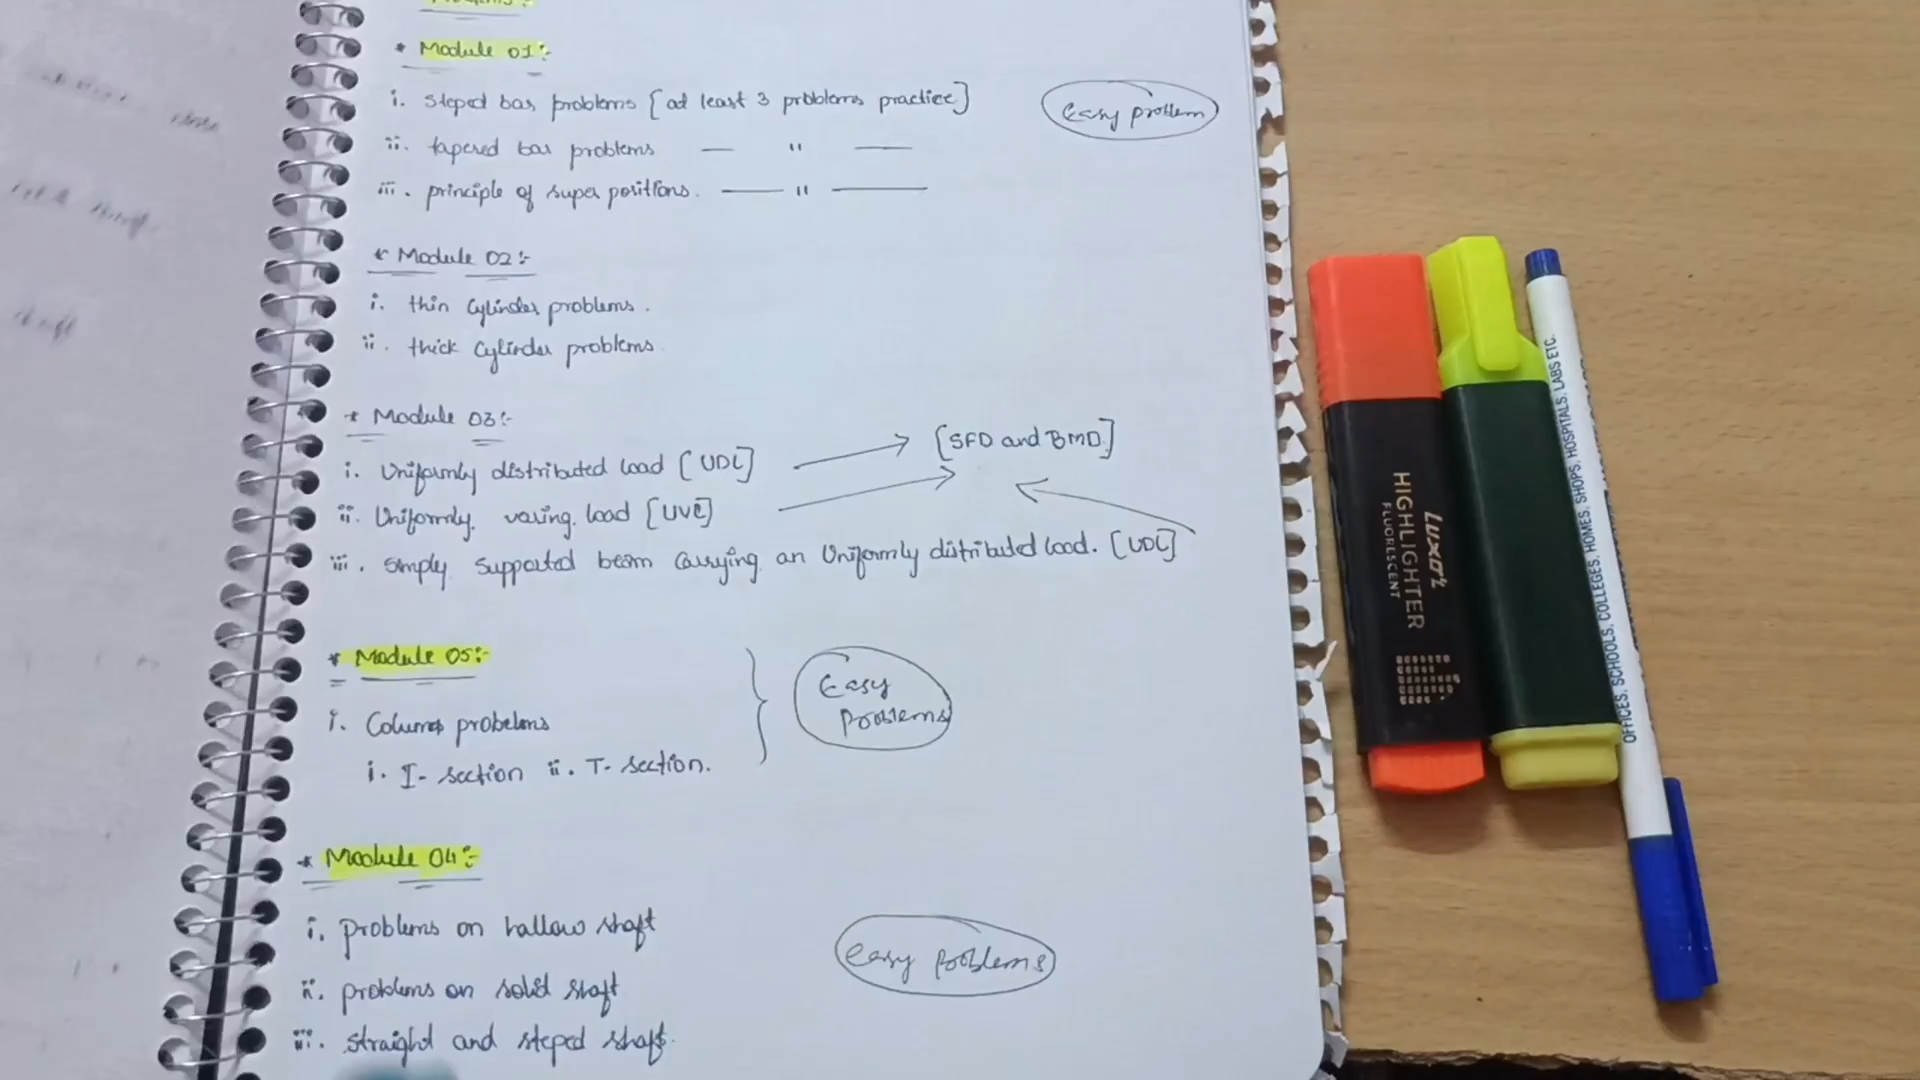 Problems:-
* Module 01:-
i. steped bar problems [at least 3 problems practice]
easy problem
ii. tapered bar problems — " —
iii. principle of super positions. — " —
* Module 02:-
i. thin cylinder problems.
ii. thick cylinder problems.
* Module 03:-
i. Uniformly distributed load [UDL]
[SFD and BMD]
ii. Uniformly varing load [UVL]
iii. simply supported beam carrying an Uniformly distributed load. [UDL]
* Module 05:-
i. Columns probelms
i. I- section ii. T- section.
Easy
problems
* Module 04:-
i. problems on hallow shaft
easy problems
ii. problems on solid shaft
iii. straight and steped shaft.
LUXOR
HIGHLIGHTER
FLUORESCENT
OFFICES, SCHOOLS, COLLEGES, HOMES, SHOPS, HOSPITALS, LABS ETC.